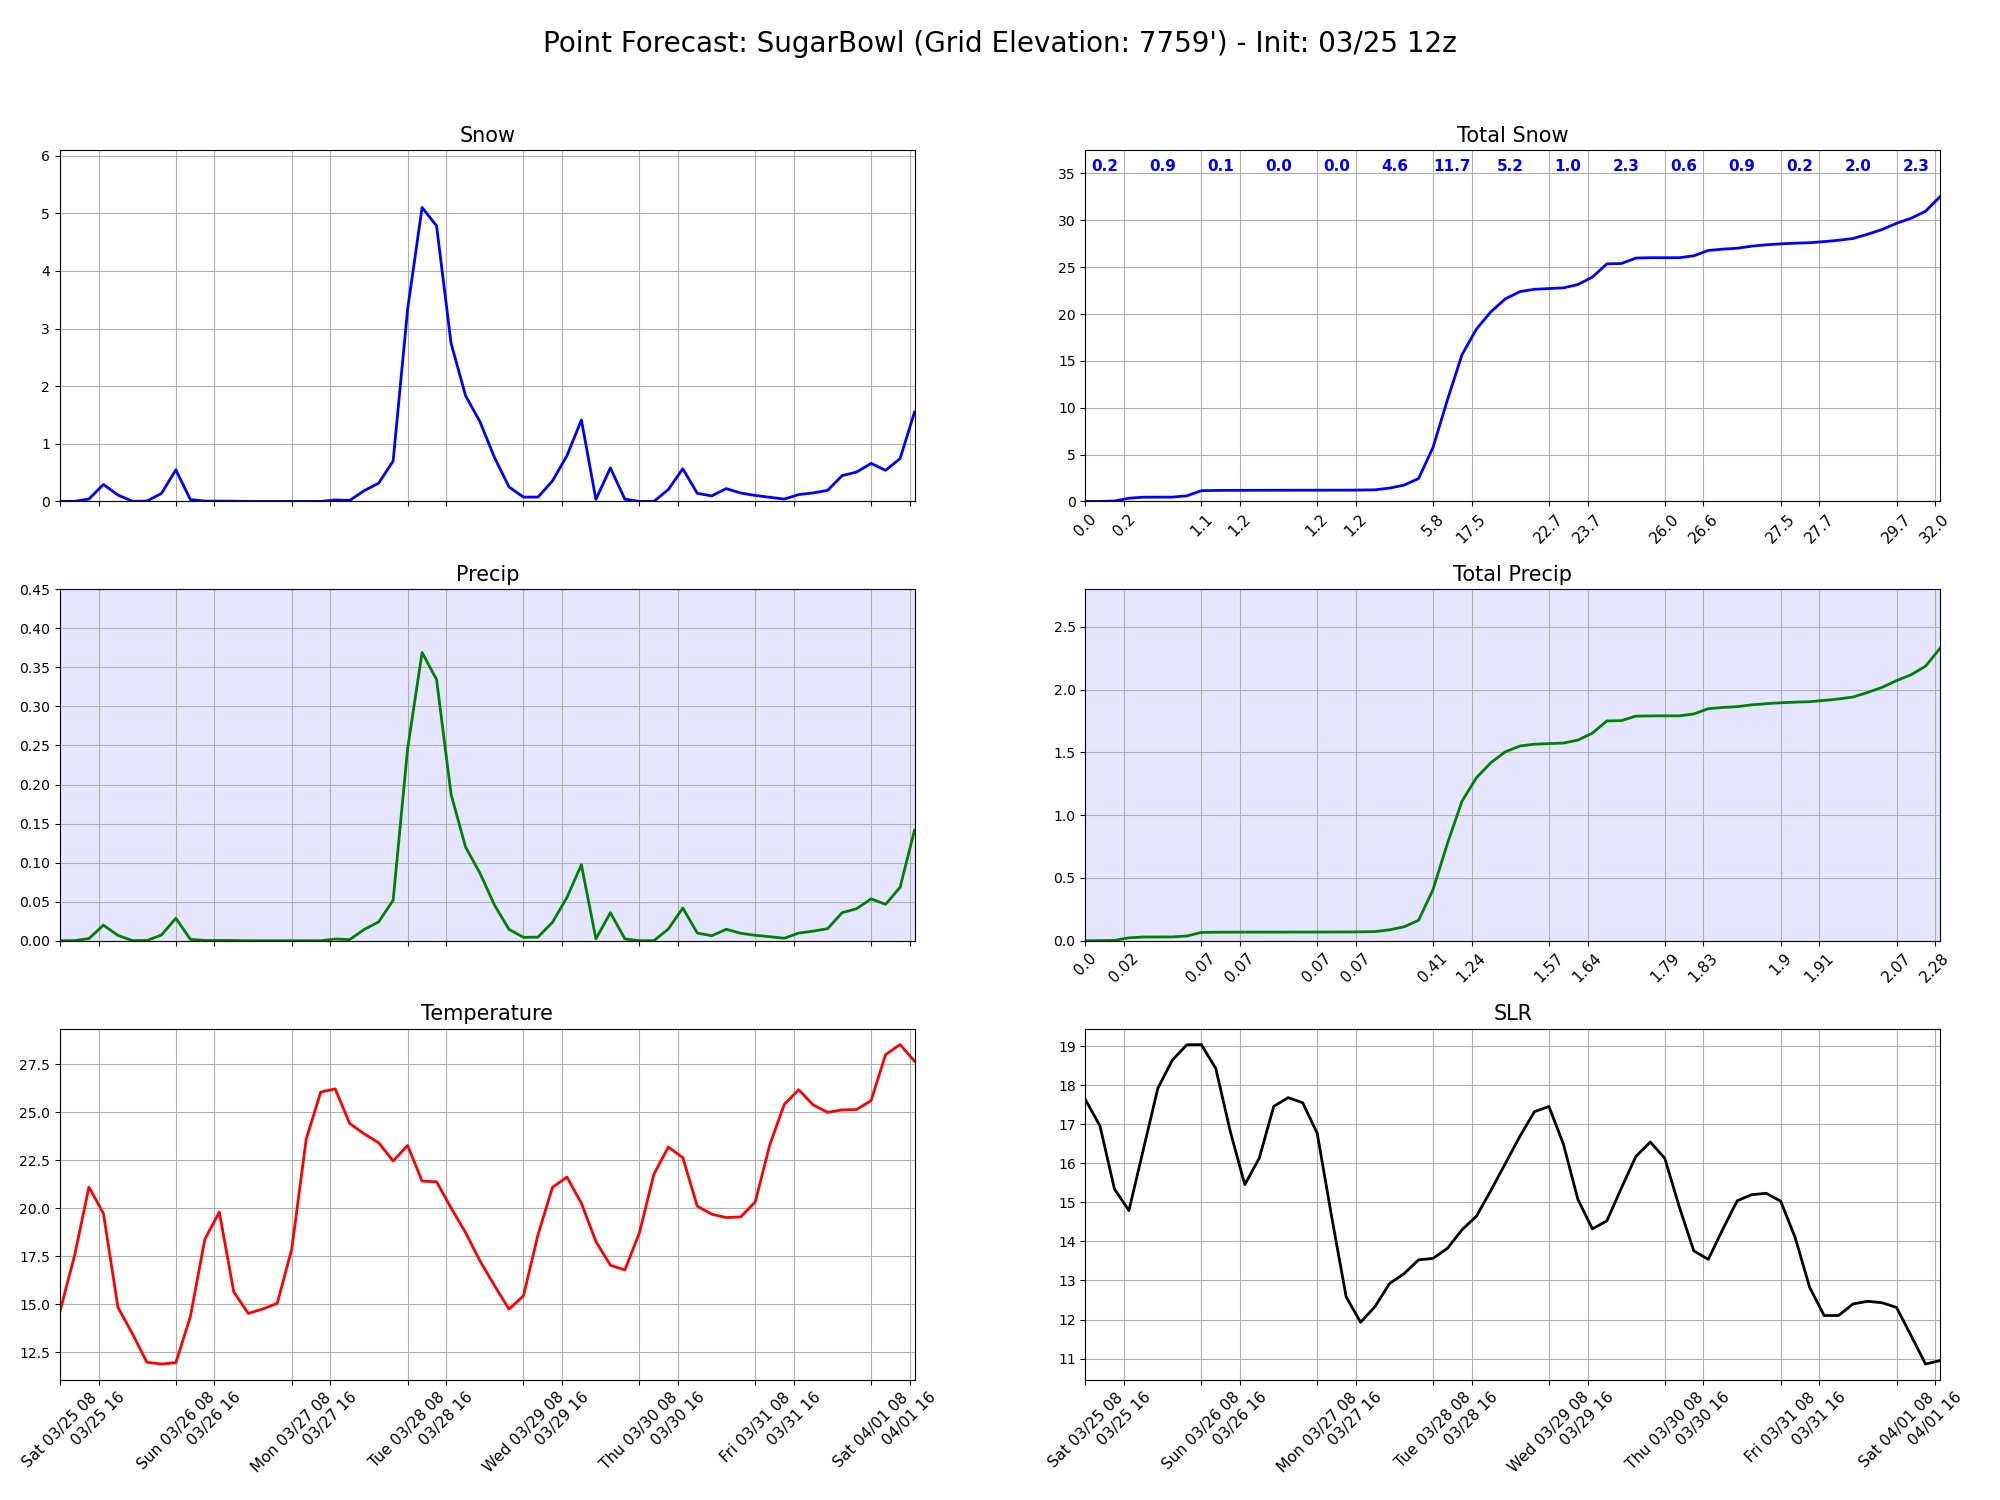 Point Forecast: SugarBowl (Grid Elevation: 7759') - Init: 03/25 12z
Snow
6
5
4
3
2
1
0
Total Snow
0.2 0.9 0.1 0.0 0.0 4.6 11.7 5.2 1.0 2.3 0.6 0.9 0.2 2.0 2.3
35
30
25
20
15
10
5
0
0.0 0.2 1.1 1.2 1.2 1.2 5.8 17.5 22.7 23.7 26.0 26.6 27.5 27.7 29.7 32.0
Precip
0.45
0.40
0.35
0.30
0.25
0.20
0.15
0.10
0.05
0.00
Total Precip
2.5
2.0
1.5
1.0
0.5
0.0
0.0 0.02 0.07 0.07 0.07 0.07 0.41 1.24 1.57 1.64 1.79 1.83 1.9 1.91 2.07 2.28
Temperature
27.5
25.0
22.5
20.0
17.5
15.0
12.5
Sat 03/25 08
03/25 16
Sun 03/26 08
03/26 16
Mon 03/27 08
03/27 16
Tue 03/28 08
03/28 16
Wed 03/29 08
03/29 16
Thu 03/30 08
03/30 16
Fri 03/31 08
03/31 16
Sat 04/01 08
04/01 16
SLR
19
18
17
16
15
14
13
12
11
Sat 03/25 08
03/25 16
Sun 03/26 08
03/26 16
Mon 03/27 08
03/27 16
Tue 03/28 08
03/28 16
Wed 03/29 08
03/29 16
Thu 03/30 08
03/30 16
Fri 03/31 08
03/31 16
Sat 04/01 08
04/01 16